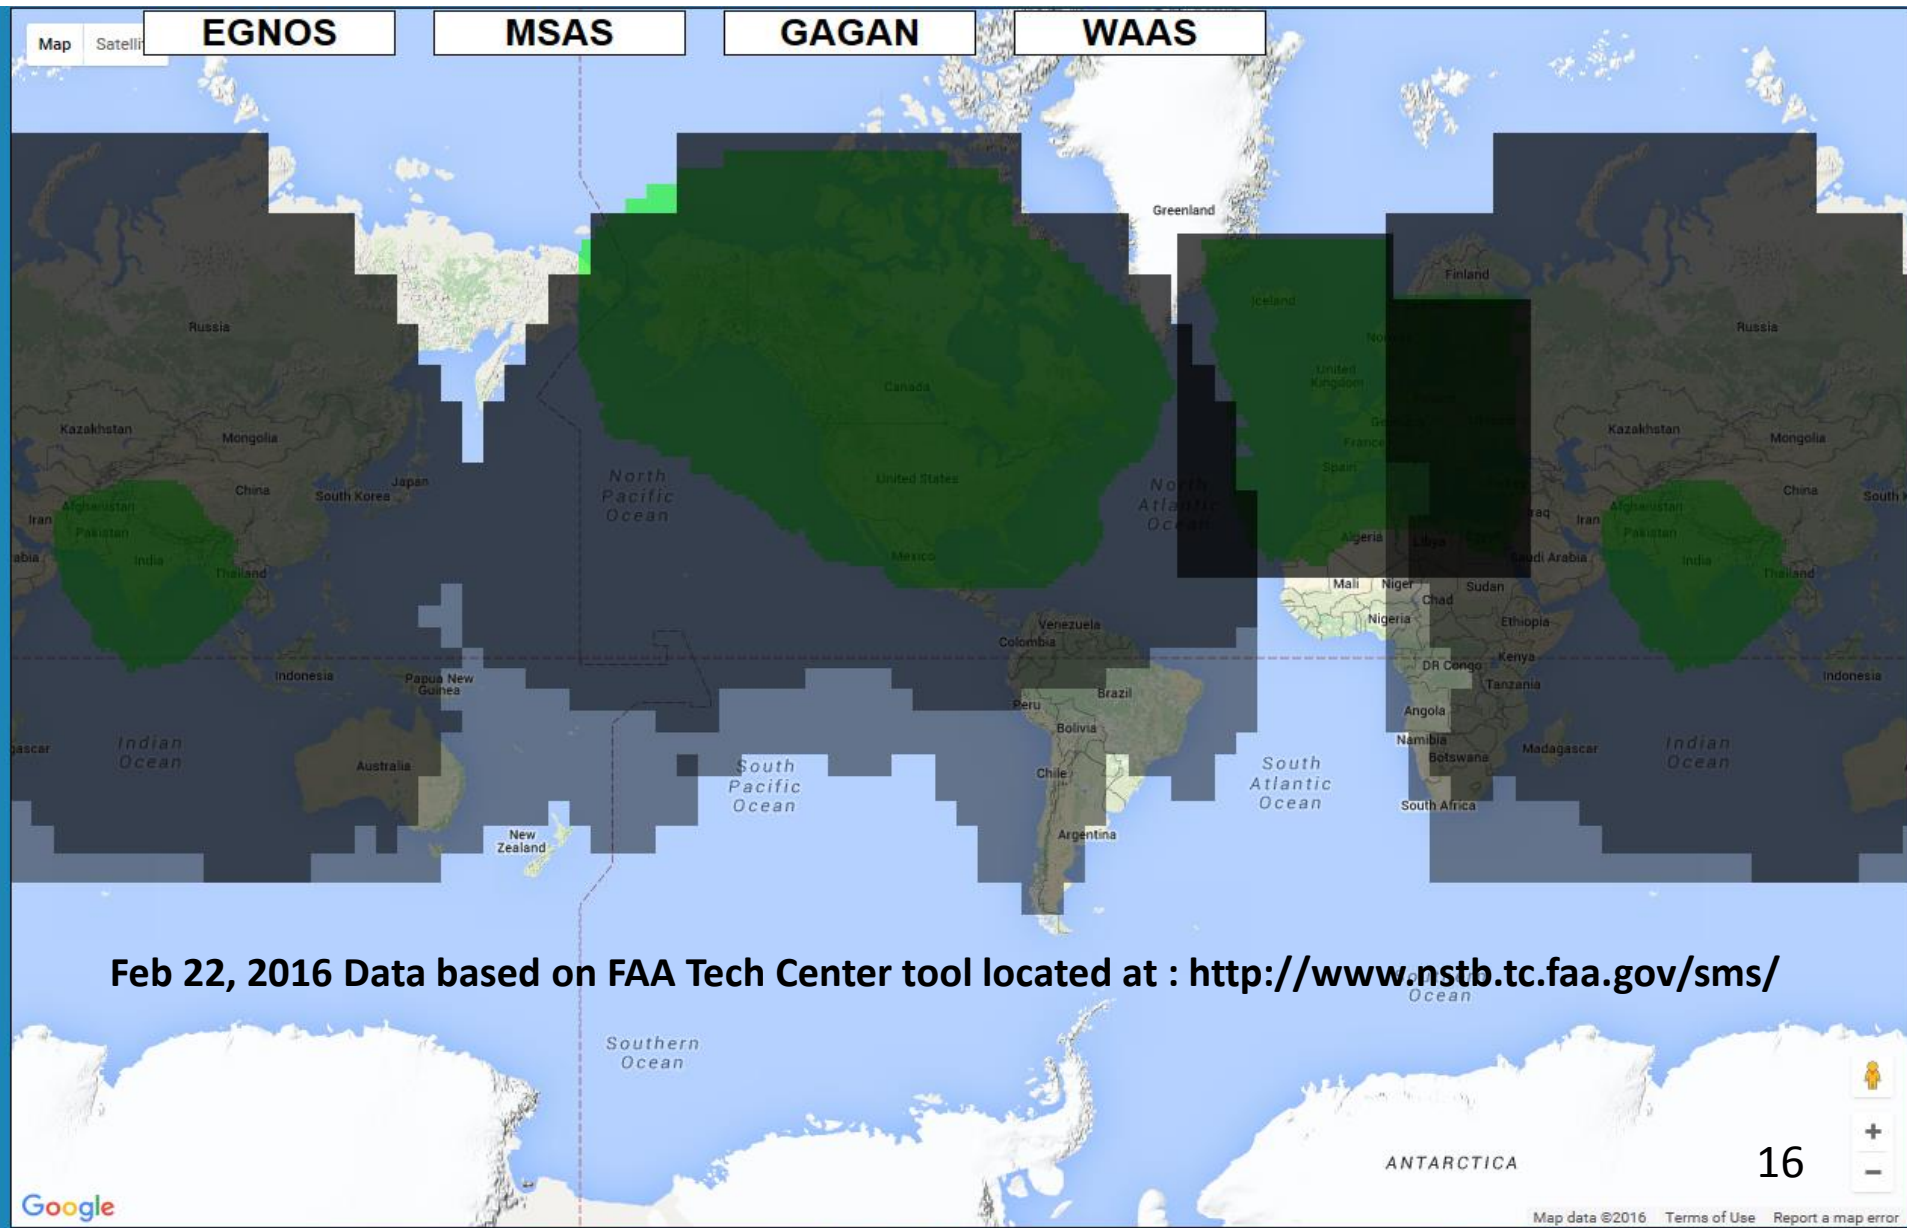 EGNOS
MSAS
GAGAN
WAAS
Map
Satelli
Greenland
Finland
Iceland
Russia
Russia
United
Kingdom
Canada
Kazakhstan
Mongolia
France
Kazakhstan
Mongolia
Spain
North
Pacific
Ocean
United States
North
Atlantic
Ocean
China
South Korea
Japan
China
Afghanistan
Iran
Pakistan
India
Thailand
Mexico
Algeria
Libya
Iran
Saudi Arabia
Afghanistan
Pakistan
India
Thailand
Mali
Niger
Sudan
Chad
Nigeria
Ethiopia
Venezuela
Colombia
DR Congo
Kenya
Tanzania
Indonesia
Papua New
Guinea
Indonesia
Peru
Brazil
Angola
Bolivia
Namibia
Botswana
Madagascar
Indian
Ocean
Indian
Ocean
Australia
South
Pacific
Ocean
Chile
South
Atlantic
Ocean
South Africa
New
Zealand
Argentina
Feb 22, 2016 Data based on FAA Tech Center tool located at : http://www.nstb.tc.faa.gov/sms/
Ocean
Southern
Ocean
ANTARCTICA
16
Google
Map data ©2016
Terms of Use
Report a map error